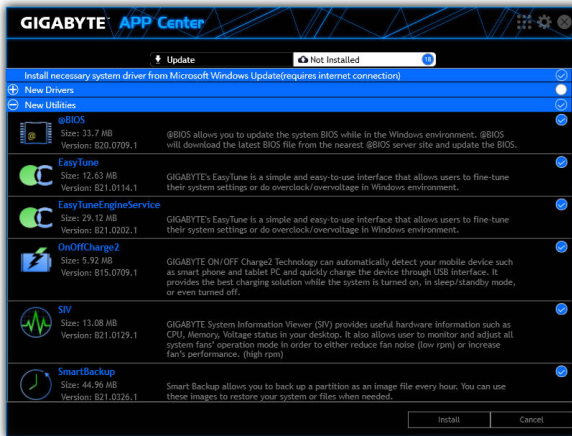 GIGABYTE™ APP Center
Update
Not Installed 18
Install necessary system driver from Microsoft Windows Update(requires internet connection)
New Drivers
New Utilities
@BIOS
Size: 33.7 MB
Version: B20.0709.1
@BIOS allows you to update the system BIOS while in the Windows environment. @BIOS
will download the latest BIOS file from the nearest @BIOS server site and update the BIOS.
EasyTune
Size: 12.63 MB
Version: B21.0114.1
GIGABYTE's EasyTune is a simple and easy-to-use interface that allows users to fine-tune
their system settings or do overclock/overvoltage in Windows environment.
EasyTuneEngineService
Size: 29.12 MB
Version: B21.0202.1
GIGABYTE's EasyTune is a simple and easy-to-use interface that allows users to fine-tune
their system settings or do overclock/overvoltage in Windows environment.
OnOffCharge2
Size: 5.92 MB
Version: B15.0709.1
GIGABYTE ON/OFF Charge2 Technology can automatically detect your mobile device such
as smart phone and tablet PC and quickly charge the device through USB interface. It
provides the best charging solution while the system is turned on, in sleep/standby mode,
or even turned off.
SIV
Size: 13.08 MB
Version: B21.0129.1
GIGABYTE System Information Viewer (SIV) provides useful hardware information such as
CPU, Memory, Voltage status in your desktop. It also allows user to monitor and adjust all
system fans' operation mode in order to either reduce fan noise (low rpm) or increase
fan's performance. (high rpm)
SmartBackup
Size: 44.96 MB
Version: B21.0326.1
Smart Backup allows you to back up a partition as an image file every hour. You can use
these images to restore your system or files when needed.
Install
Cancel